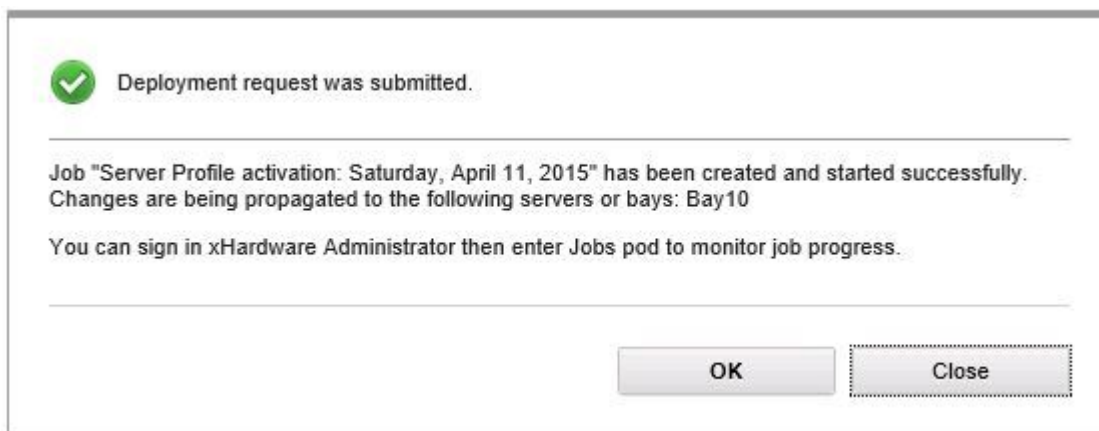 Deployment request was submitted.
Job "Server Profile activation: Saturday, April 11, 2015" has been created and started successfully.
Changes are being propagated to the following servers or bays: Bay10
You can sign in xHardware Administrator then enter Jobs pod to monitor job progress.
OK
Close